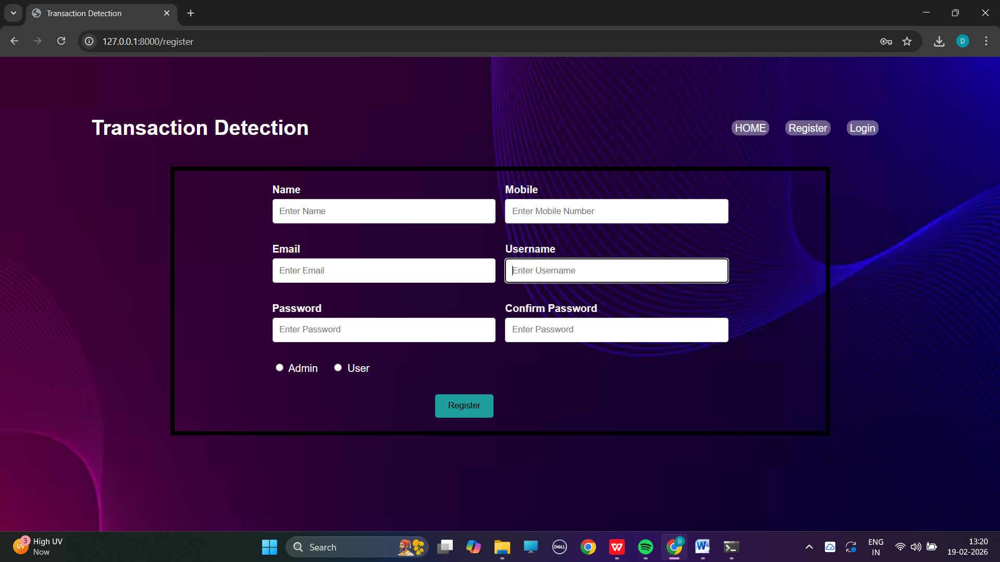 Transaction Detection
127.0.0.1:8000/register
D
Transaction Detection
HOME Register Login
Name Mobile
Enter Name Enter Mobile Number
Email Username
Enter Email Enter Username
Password Confirm Password
Enter Password Enter Password
Admin User
Register
3
UV
High UV
Now
Search
DELL
W
D
W
ENG
IN
13:20
19-02-2026